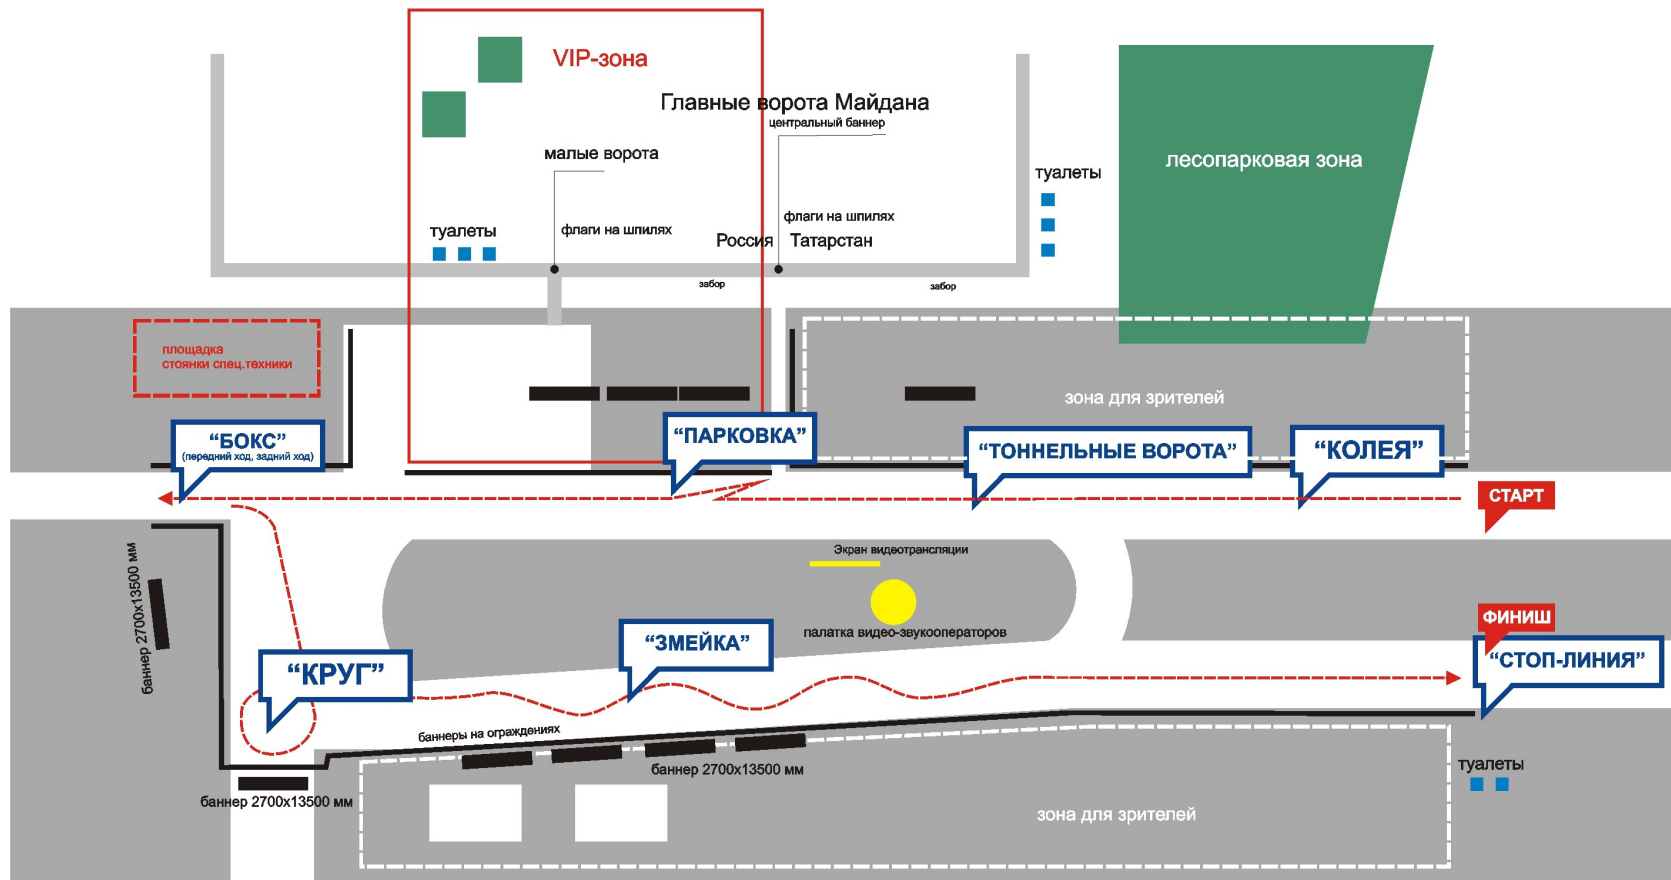 VIP-зона
Главные ворота Майдана
центральный баннер
малые ворота
лесопарковая зона
туалеты
флаги на шпилях
туалеты
флаги на шпилях
Россия
Татарстан
забор
забор
площадка
стоянки спец.техники
зона для зрителей
“БОКС”
(передний ход, задний ход)
“ПАРКОВКА”
“ТОННЕЛЬНЫЕ ВОРОТА”
“КОЛЕЯ”
СТАРТ
Экран видеотрансляции
баннер 2700х13500 мм
палатка видео-звукооператоров
ФИНИШ
“ЗМЕЙКА”
“КРУГ”
“СТОП-ЛИНИЯ”
баннеры на ограждениях
баннер 2700х13500 мм
туалеты
баннер 2700х13500 мм
зона для зрителей